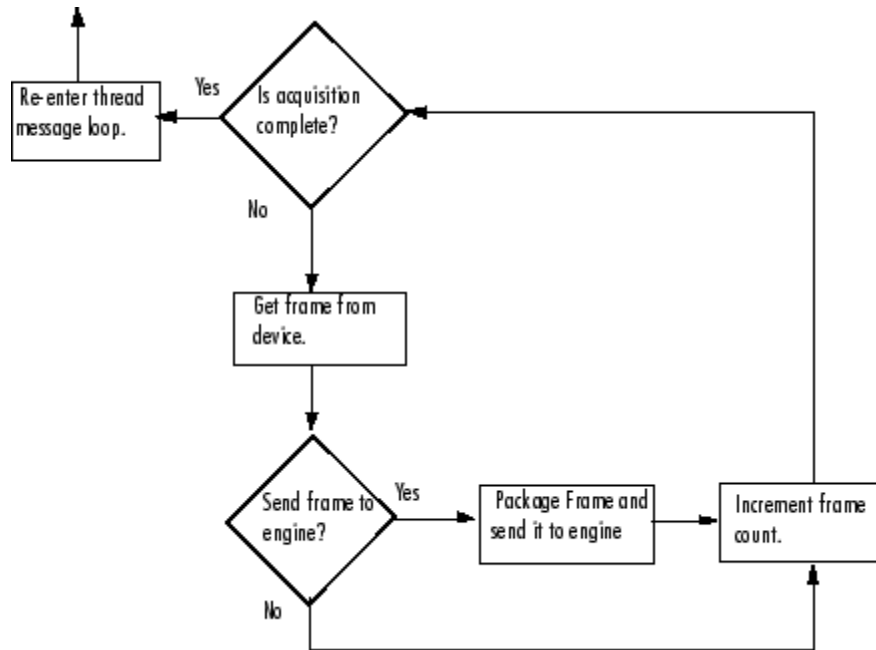 Yes
Is acquisition
complete?
Re-enter thread
message loop.
No
Get frame from
device.
Send frame to
engine?
Yes
Package Frame and
send it to engine
Increment frame
count.
No